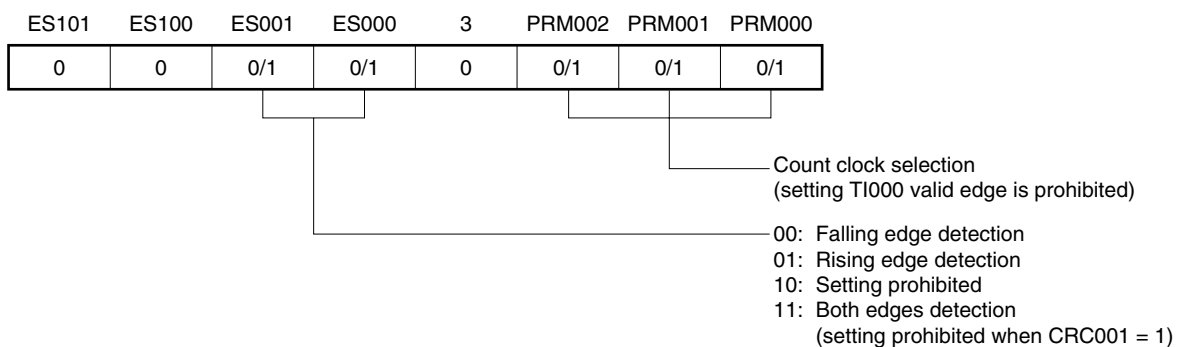 ES101 ES100 ES001 ES000 3 PRM002 PRM001 PRM000
0 0 0/1 0/1 0 0/1 0/1 0/1
Count clock selection
(setting TI000 valid edge is prohibited)
00: Falling edge detection
01: Rising edge detection
10: Setting prohibited
11: Both edges detection
(setting prohibited when CRC001 = 1)